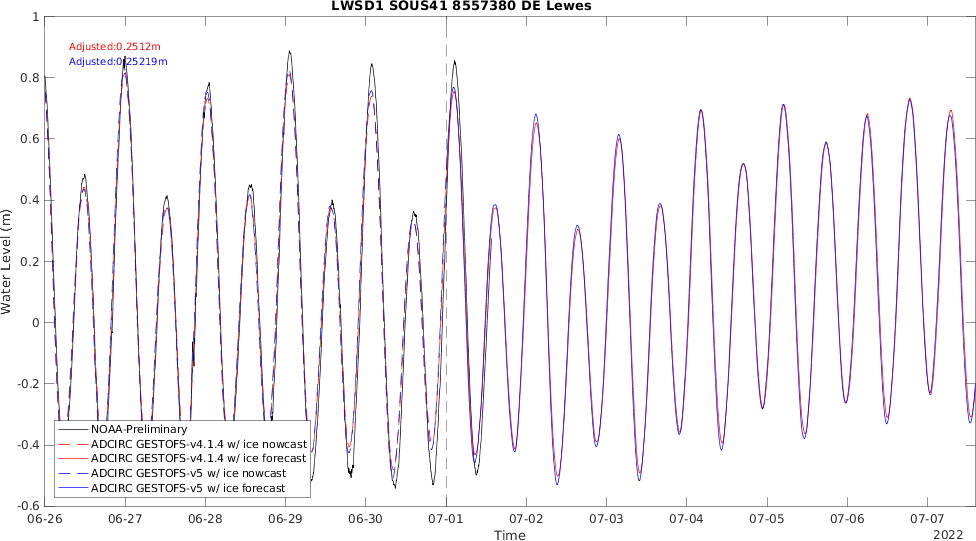 LWSD1 SOUS41 8557380 DE Lewes
Adjusted:0.2512m
Adjusted:0.25219m
Water Level (m)
1
0.8
0.6
0.4
0.2
0
-0.2
-0.4
-0.6
NOAA-Preliminary
ADCIRC GESTOFS-v4.1.4 w/ ice nowcast
ADCIRC GESTOFS-v4.1.4 w/ ice forecast
ADCIRC GESTOFS-v5 w/ ice nowcast
ADCIRC GESTOFS-v5 w/ ice forecast
06-26 06-27 06-28 06-29 06-30 07-01 07-02 07-03 07-04 07-05 07-06 07-07
Time
2022